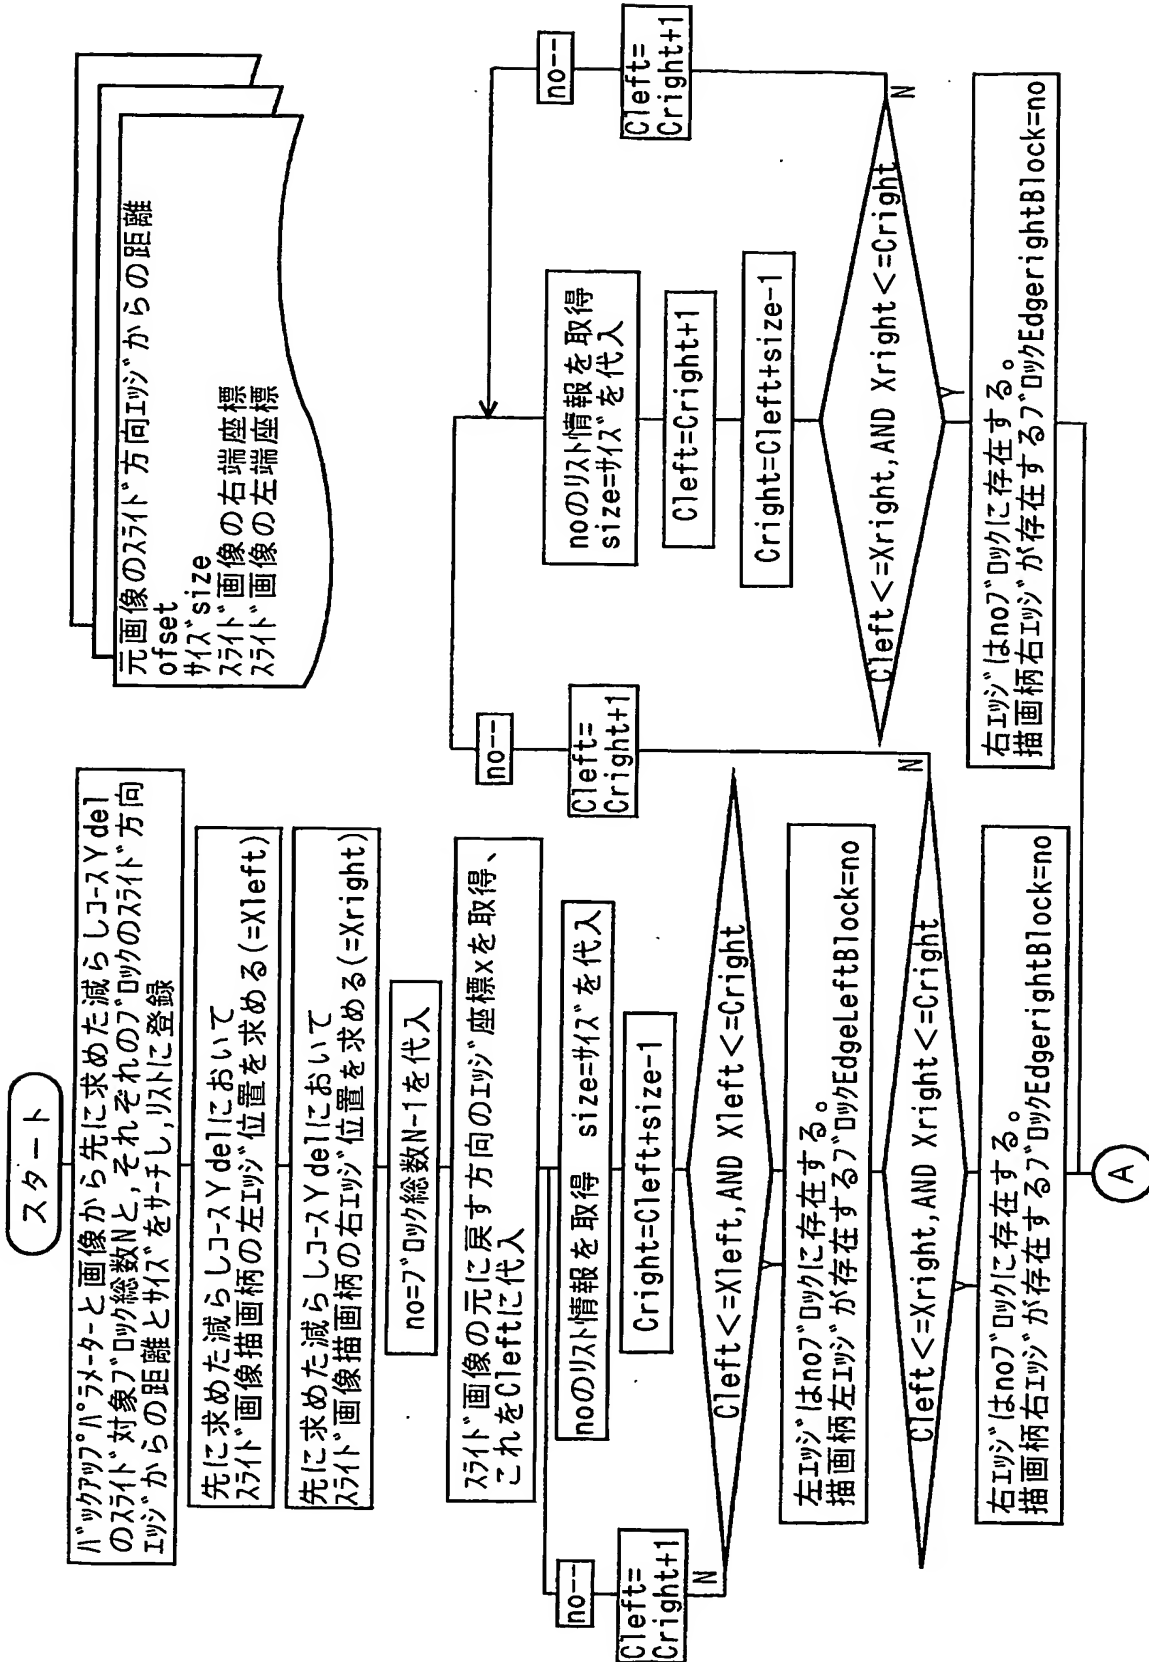 スタート
バックアップパラメーターと画像から先に求めた減らしコースYdel
のスライド対象ブロック総数Nと,それぞれのブロックのスライド方向
エッジからの距離とサイズをサーチし,リストに登録
先に求めた減らしコースYdelにおいて
スライド画像描画柄の左エッジ位置を求める(=Xleft)
先に求めた減らしコースYdelにおいて
スライド画像描画柄の右エッジ位置を求める(=Xright)
no=ブロック総数N-1を代入
スライド画像の元に戻す方向のエッジ座標xを取得、
これをCleftに代入
noのリスト情報を取得 size=サイズを代入
Cright=Cleft+size-1
Cleft<=Xleft,AND Xleft<=Cright
N
Cleft=
Cright+1
no--
Y
左エッジはnoブロックに存在する。
描画柄左エッジが存在するブロックEdgeLeftBlock=no
Cleft<=Xright,AND Xright<=Cright
N
Cleft=
Cright+1
no--
Y
右エッジはnoブロックに存在する。
描画柄右エッジが存在するブロックEdgerightBlock=no
A
元画像のスライド方向エッジからの距離
ofset
サイズsize
スライド画像の右端座標
スライド画像の左端座標
noのリスト情報を取得
size=サイズを代入
Cleft=Cright+1
Cright=Cleft+size-1
Cleft<=Xright,AND Xright<=Cright
N
Cleft=
Cright+1
no--
Y
右エッジはnoブロックに存在する。
描画柄右エッジが存在するブロックEdgerightBlock=no